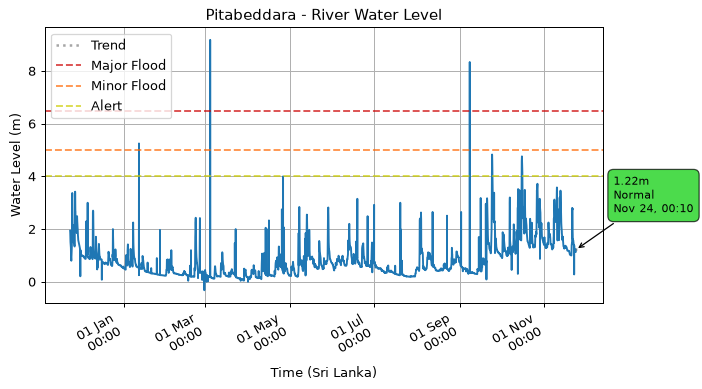 Pitabeddara - River Water Level
Trend
Major Flood
Minor Flood
Alert
Water Level (m)
8
6
4
2
0
1.22m
Normal
Nov 24, 00:10
01 Jan
00:00
01 Mar
00:00
01 May
00:00
01 Jul
00:00
01 Sep
00:00
01 Nov
00:00
Time (Sri Lanka)